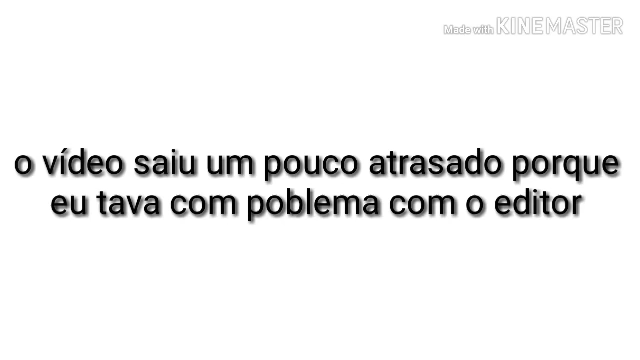 Made with KINEMASTER
o vídeo saiu um pouco atrasado porque
eu tava com poblema com o editor